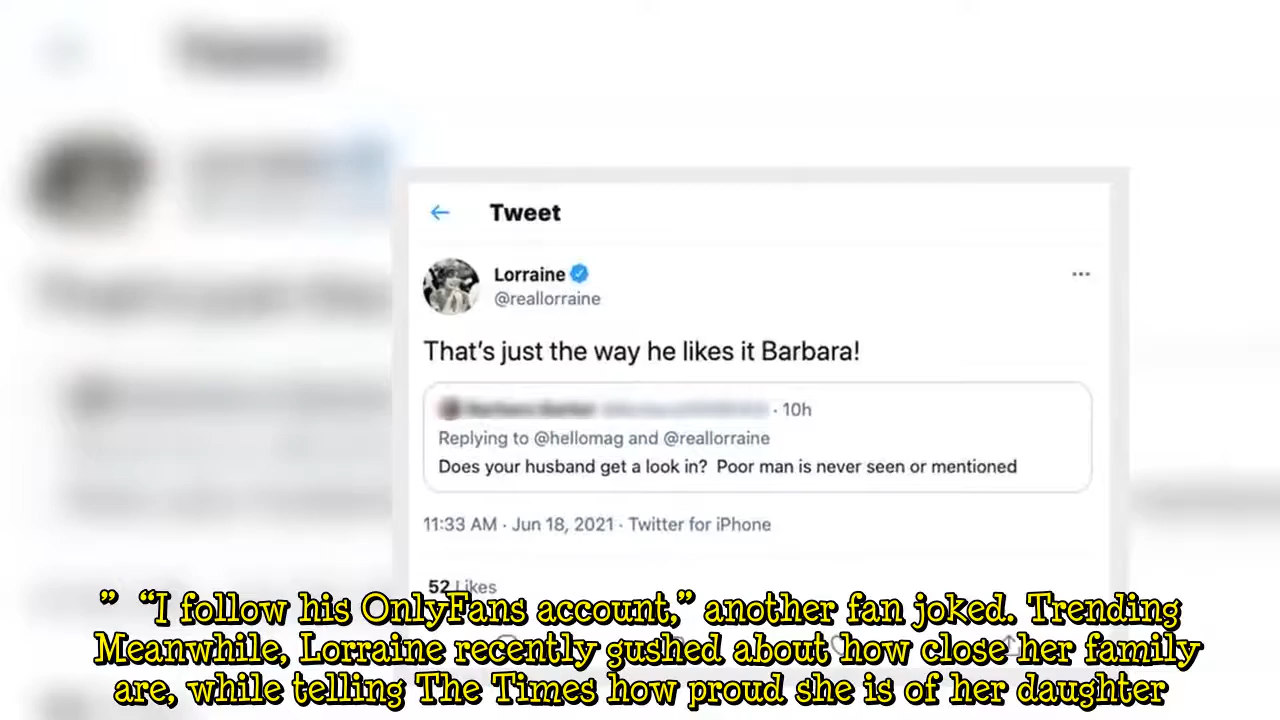 Tweet
Lorraine
@reallorraine
That's just the way he likes it Barbara!
· 10h
Replying to @hellomag and @reallorraine
Does your husband get a look in? Poor man is never seen or mentioned
11:33 AM · Jun 18, 2021 · Twitter for iPhone
52 Likes
” “I follow his OnlyFans account,” another fan joked. Trending
Meanwhile, Lorraine recently gushed about how close her family
are, while telling The Times how proud she is of her daughter